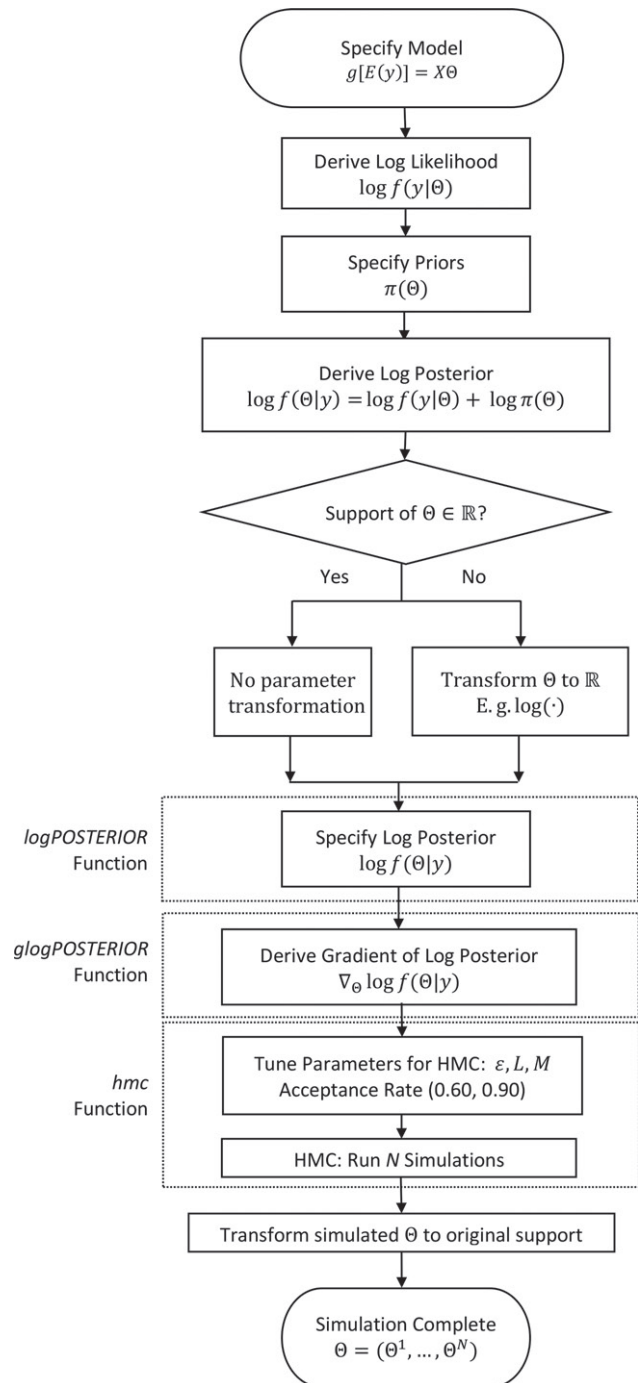 Specify Model
g[E(y)] = XΘ
Derive Log Likelihood
log f(y|Θ)
Specify Priors
π(Θ)
Derive Log Posterior
log f(Θ|y) = log f(y|Θ) + log π(Θ)
Support of Θ ∈ ℝ?
Yes
No
No parameter
transformation
Transform Θ to ℝ
E. g. log(·)
logPOSTERIOR
Function
Specify Log Posterior
log f(Θ|y)
glogPOSTERIOR
Function
Derive Gradient of Log Posterior
∇Θ log f(Θ|y)
hmc
Function
Tune Parameters for HMC: ε, L, M
Acceptance Rate (0.60, 0.90)
HMC: Run N Simulations
Transform simulated Θ to original support
Simulation Complete
Θ = (Θ¹, … , Θᴺ)